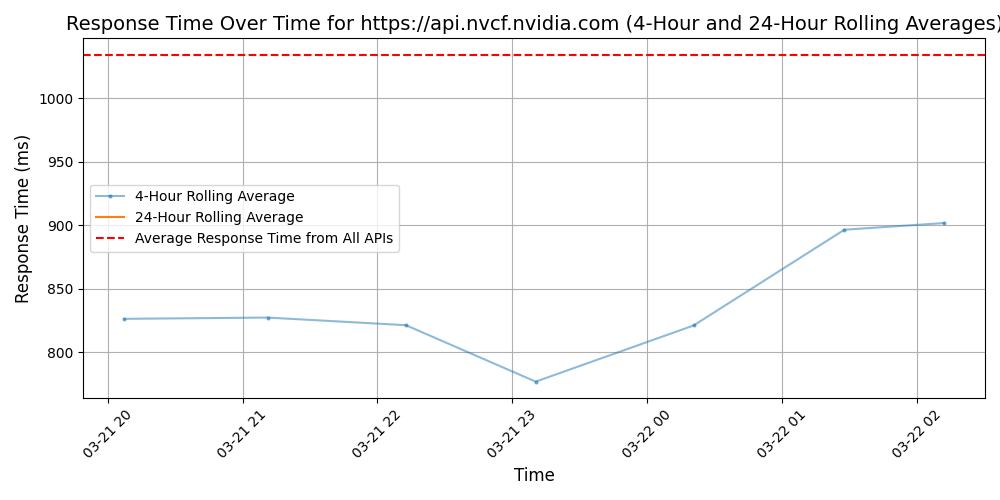 Response Time Over Time for https://api.nvcf.nvidia.com (4-Hour and 24-Hour Rolling Averages)
Response Time (ms)
1000
950
900
850
800
4-Hour Rolling Average
24-Hour Rolling Average
Average Response Time from All APIs
03-21 20
03-21 21
03-21 22
03-21 23
03-22 00
03-22 01
03-22 02
Time